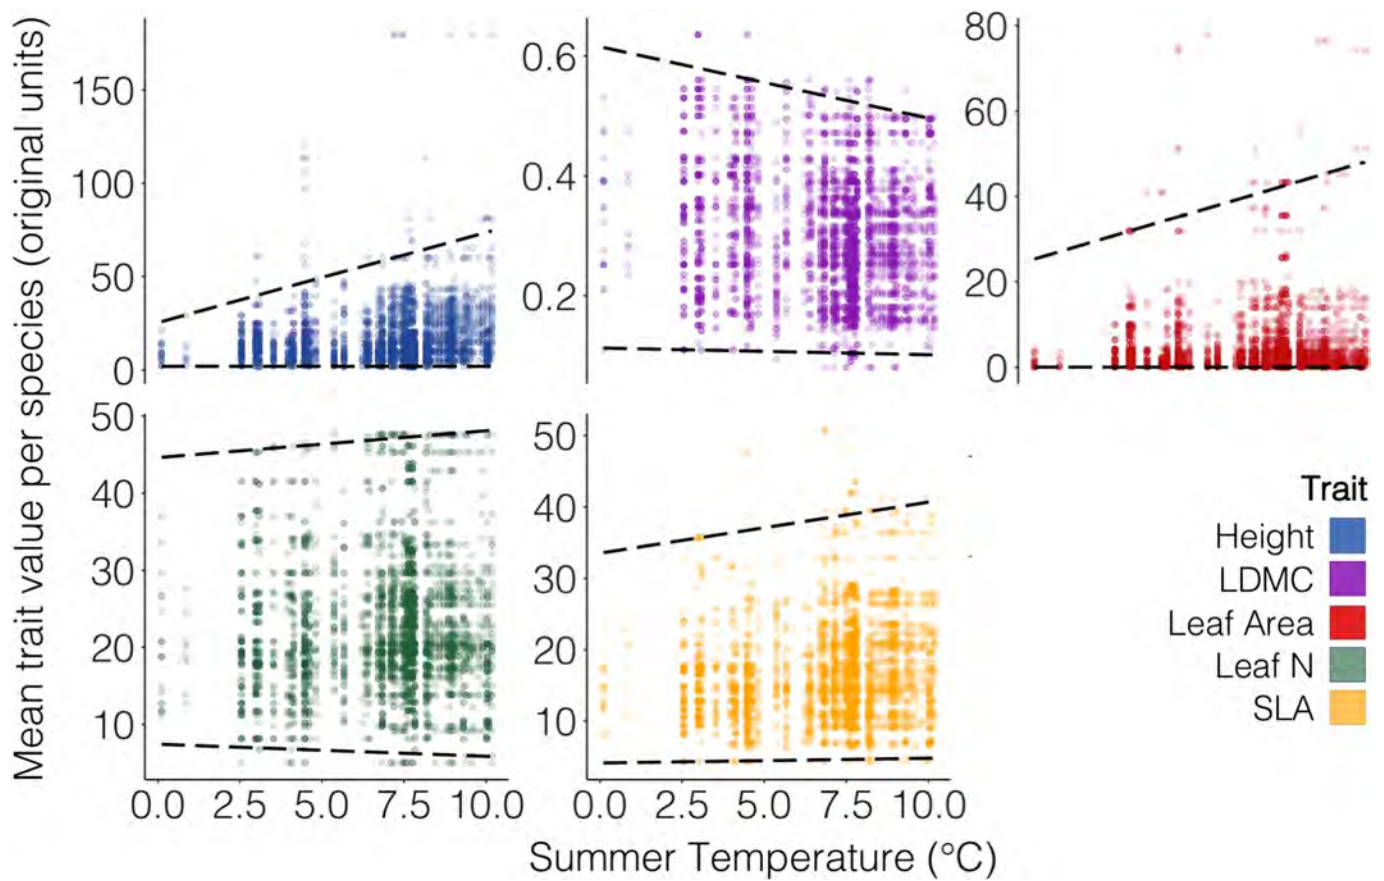 Mean trait value per species (original units)
150
100
50
0
0.6
0.4
0.2
80
60
40
20
0
50
40
30
20
10
50
40
30
20
10
0.0 2.5 5.0 7.5 10.0
0.0 2.5 5.0 7.5 10.0
Summer Temperature (°C)
Trait
Height
LDMC
Leaf Area
Leaf N
SLA